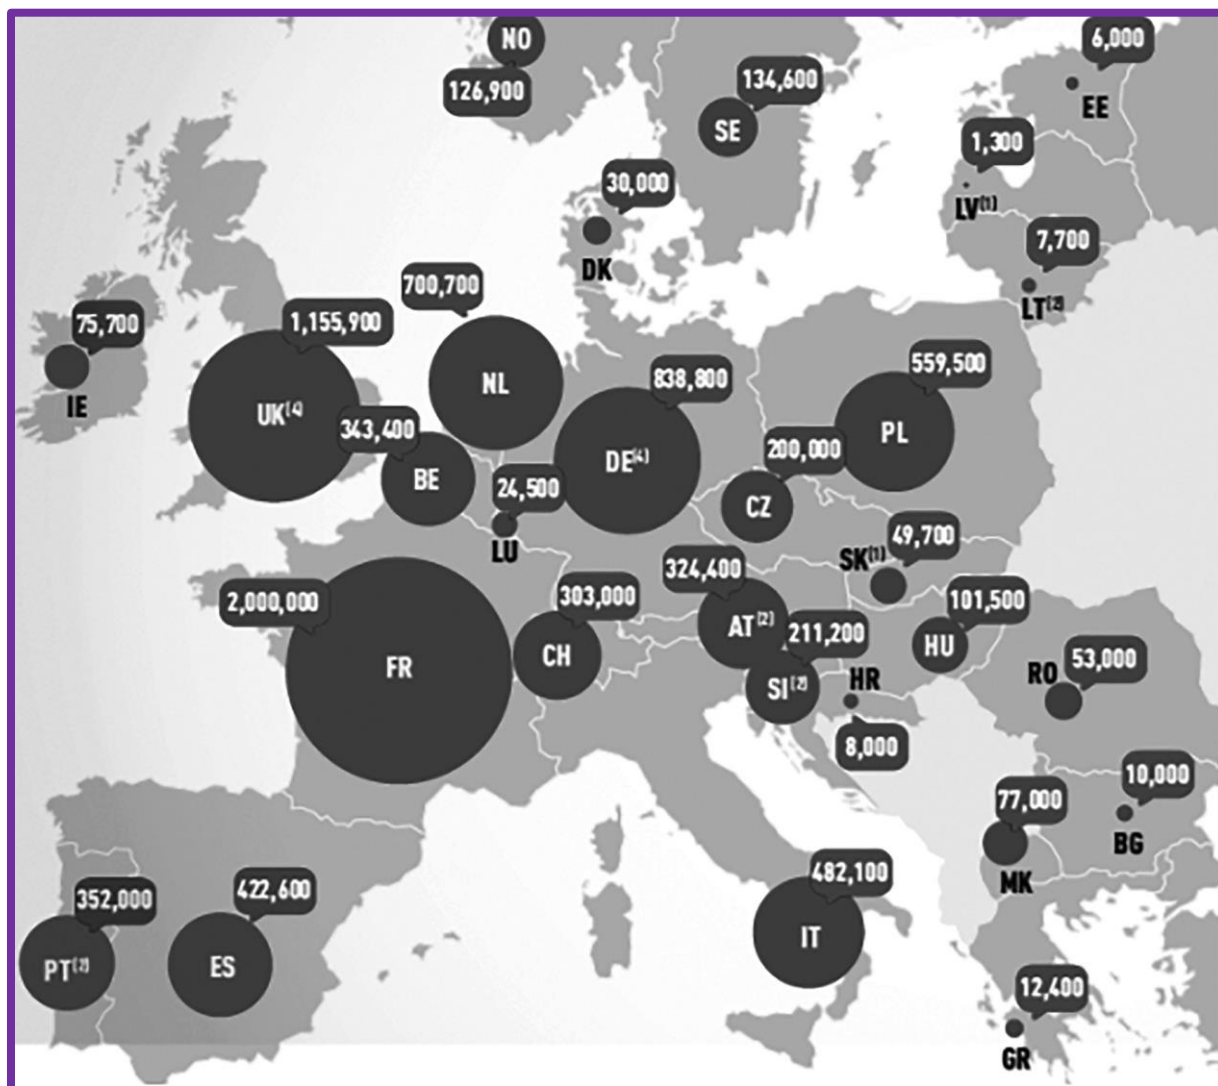 NO
126,900
6,000
EE
134,600
SE
1,300
LV(1)
30,000
DK
7,700
LT(2)
700,700
NL
75,700
IE
1,155,900
UK(4)
838,800
DE(4)
559,500
PL
343,400
BE
200,000
CZ
24,500
LU
49,700
SK(1)
324,400
AT(2)
2,000,000
FR
303,000
CH
101,500
HU
211,200
SI(2)
HR
8,000
RO
53,000
10,000
BG
77,000
MK
352,000
PT(2)
422,600
ES
482,100
IT
12,400
GR